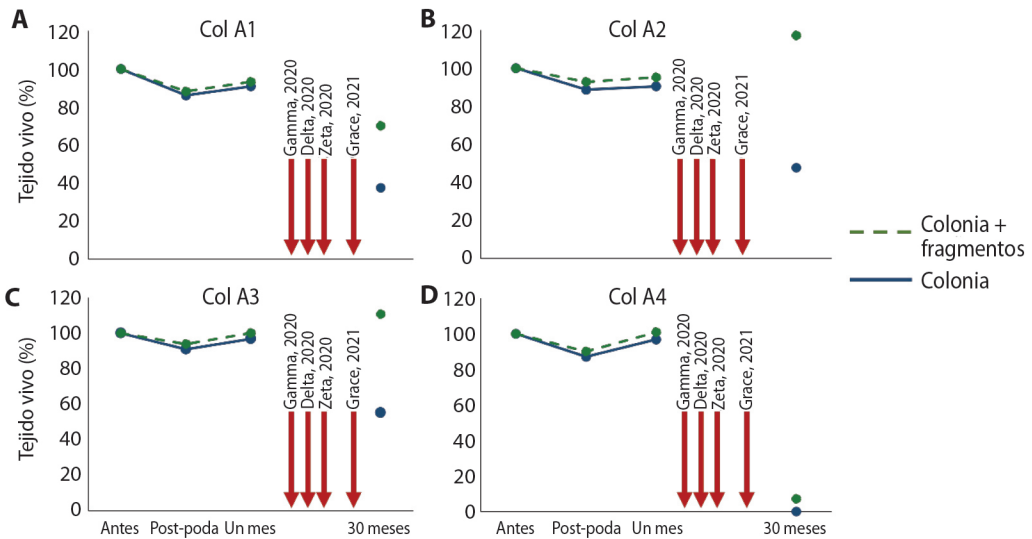 A
Col A1
Tejido vivo (%)
120
100
80
60
40
20
0
Gamma, 2020
Delta, 2020
Zeta, 2020
Grace, 2021
B
Col A2
120
100
80
60
40
20
0
Gamma, 2020
Delta, 2020
Zeta, 2020
Grace, 2021
Colonia +
fragmentos
Colonia
C
Col A3
Tejido vivo (%)
120
100
80
60
40
20
0
Gamma, 2020
Delta, 2020
Zeta, 2020
Grace, 2021
Antes
Post-poda
Un mes
30 meses
D
Col A4
120
100
80
60
40
20
0
Gamma, 2020
Delta, 2020
Zeta, 2020
Grace, 2021
Antes
Post-poda
Un mes
30 meses